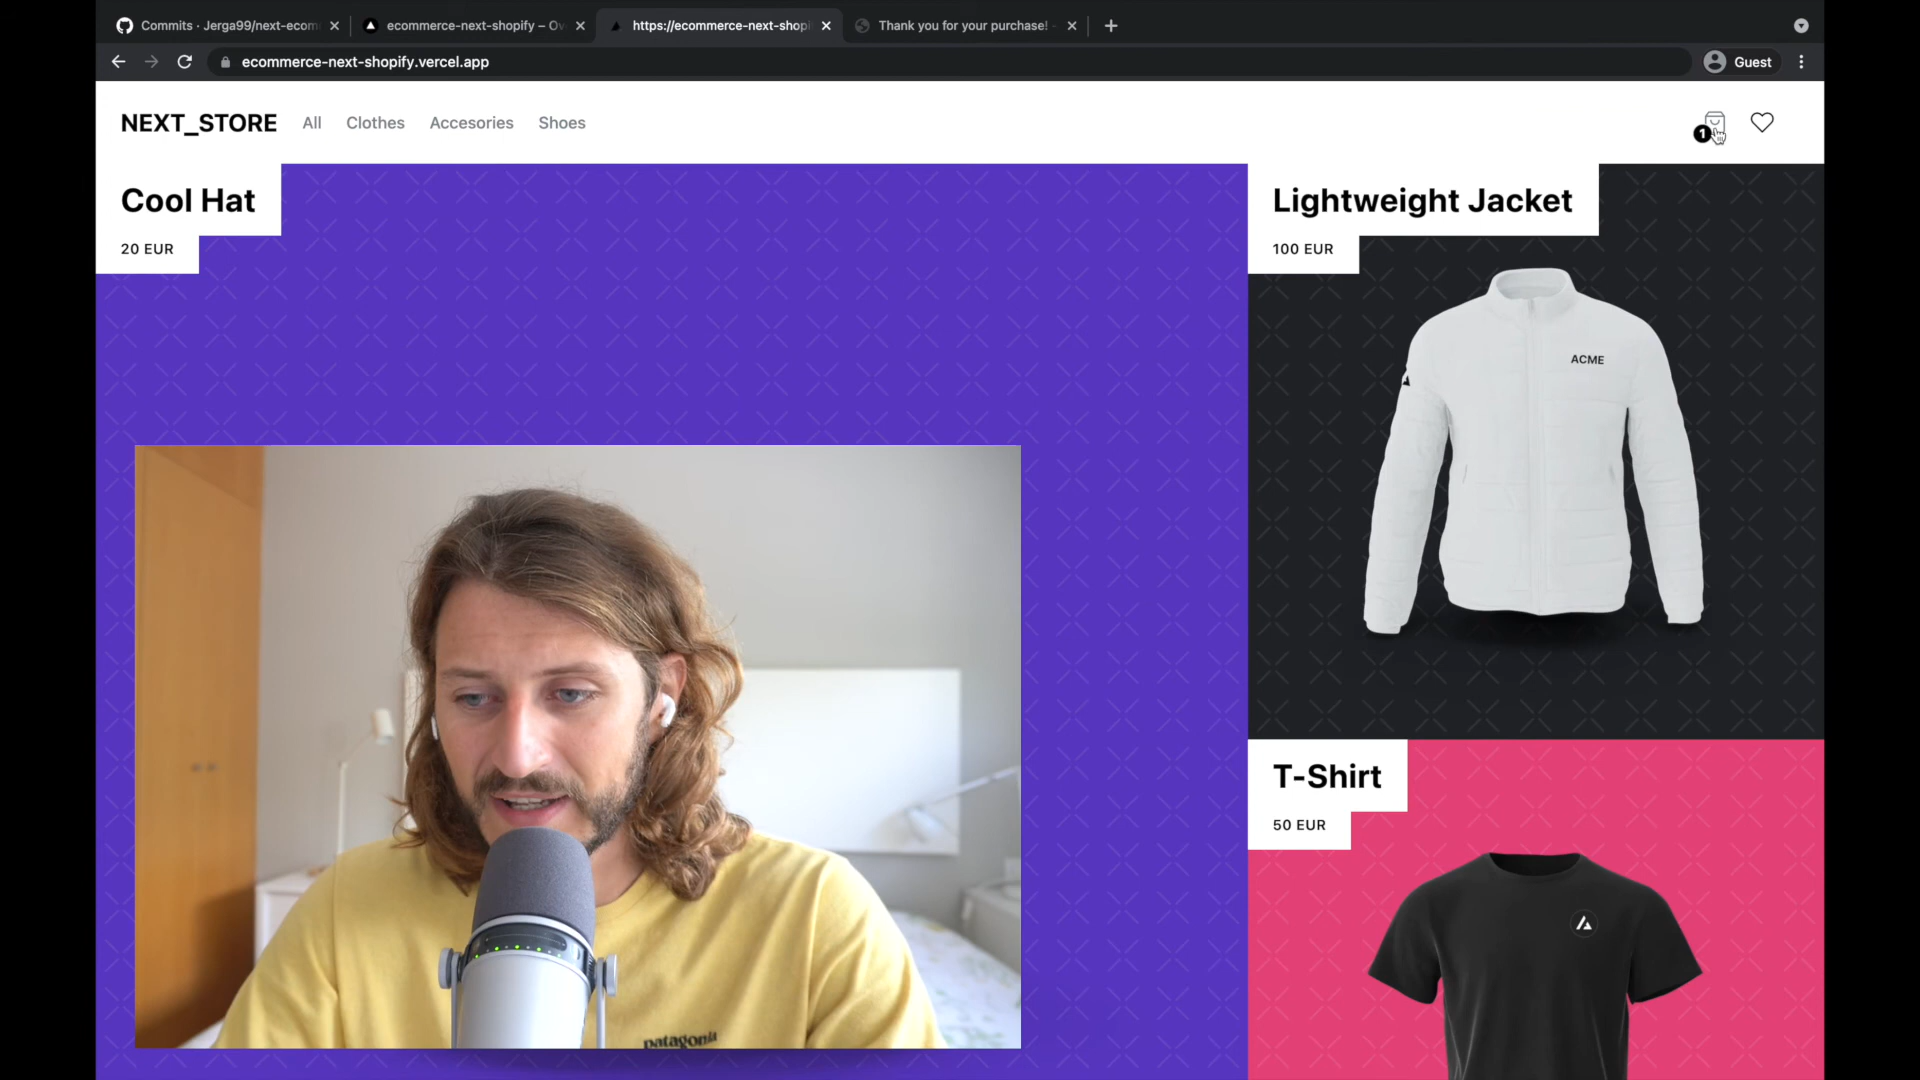 Commits · Jerga99/next-ecom
ecommerce-next-shopify – Ov
https://ecommerce-next-shopi
Thank you for your purchase! -
ecommerce-next-shopify.vercel.app
Guest
NEXT_STORE
All
Clothes
Accesories
Shoes
1
Cool Hat
20 EUR
Lightweight Jacket
100 EUR
ACME
T-Shirt
50 EUR
patagonia